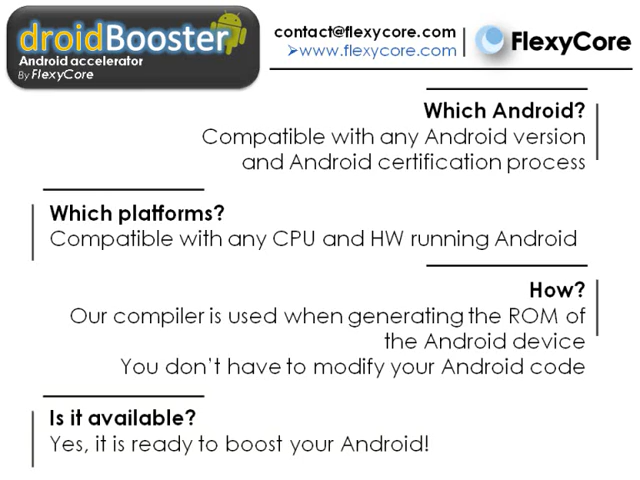 droidBooster
Android accelerator
By FlexyCore
contact@flexycore.com
➢www.flexycore.com
FlexyCore
Which Android?
Compatible with any Android version
and Android certification process
Which platforms?
Compatible with any CPU and HW running Android
How?
Our compiler is used when generating the ROM of
the Android device
You don’t have to modify your Android code
Is it available?
Yes, it is ready to boost your Android!